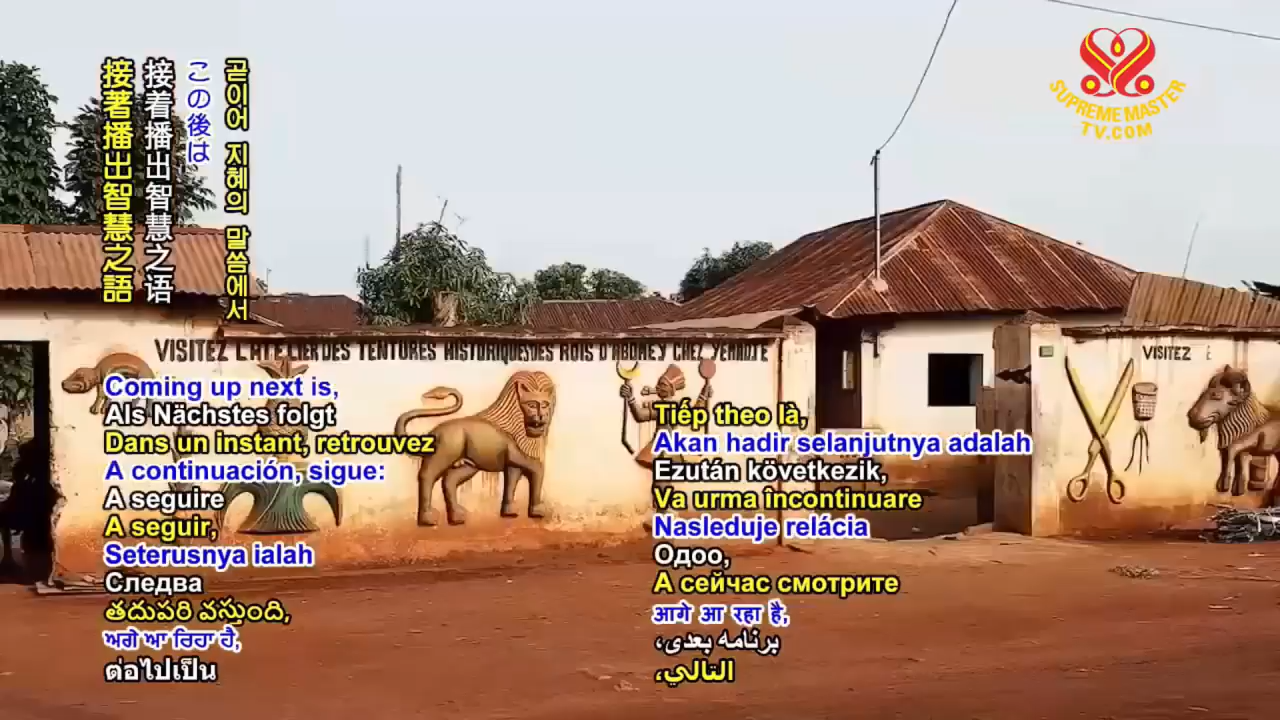 곧이어 지혜의 말씀에서
この後は
接着播出智慧之语
接著播出智慧之語
SUPREME MASTER
TV.COM
VISITEZ L'ATELIER DES TENTURES HISTORIQUES DES ROIS D'ABOMEY CHEZ YEMADJE
VISITEZ
Coming up next is,
Als Nächstes folgt
Dans un instant, retrouvez
A continuación, sigue:
A seguire
A seguir,
Seterusnya ialah
Следва
తదుపరి వస్తుంది,
ਅਗੇ ਆ ਰਿਹਾ ਹੈ,
ต่อไปเป็น
Tiếp theo là,
Akan hadir selanjutnya adalah
Ezután következik,
Va urma încontinuare
Nasleduje relácia
Одоо,
А сейчас смотрите
आगे आ रहा है,
برنامه بعدی،
التالي،